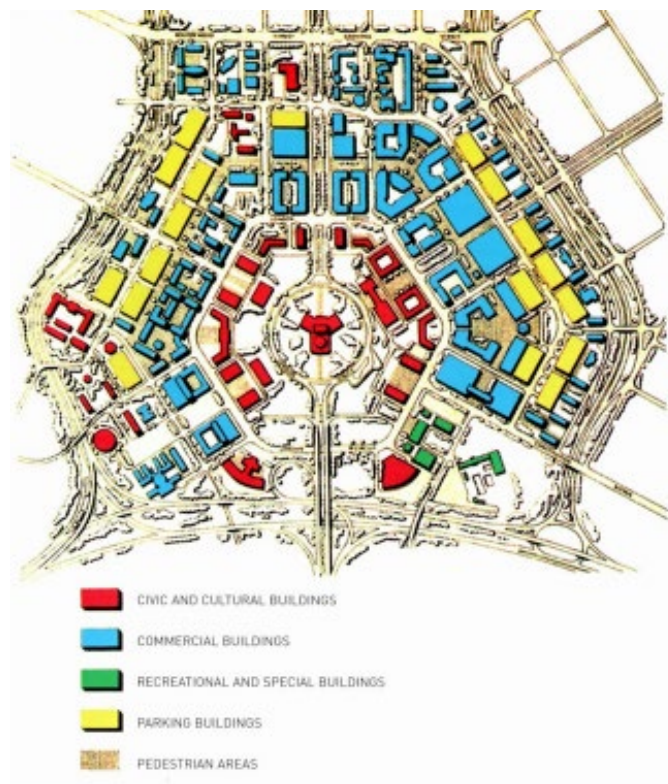 CIVIC AND CULTURAL BUILDINGS
COMMERCIAL BUILDINGS
RECREATIONAL AND SPECIAL BUILDINGS
PARKING BUILDINGS
PEDESTRIAN AREAS